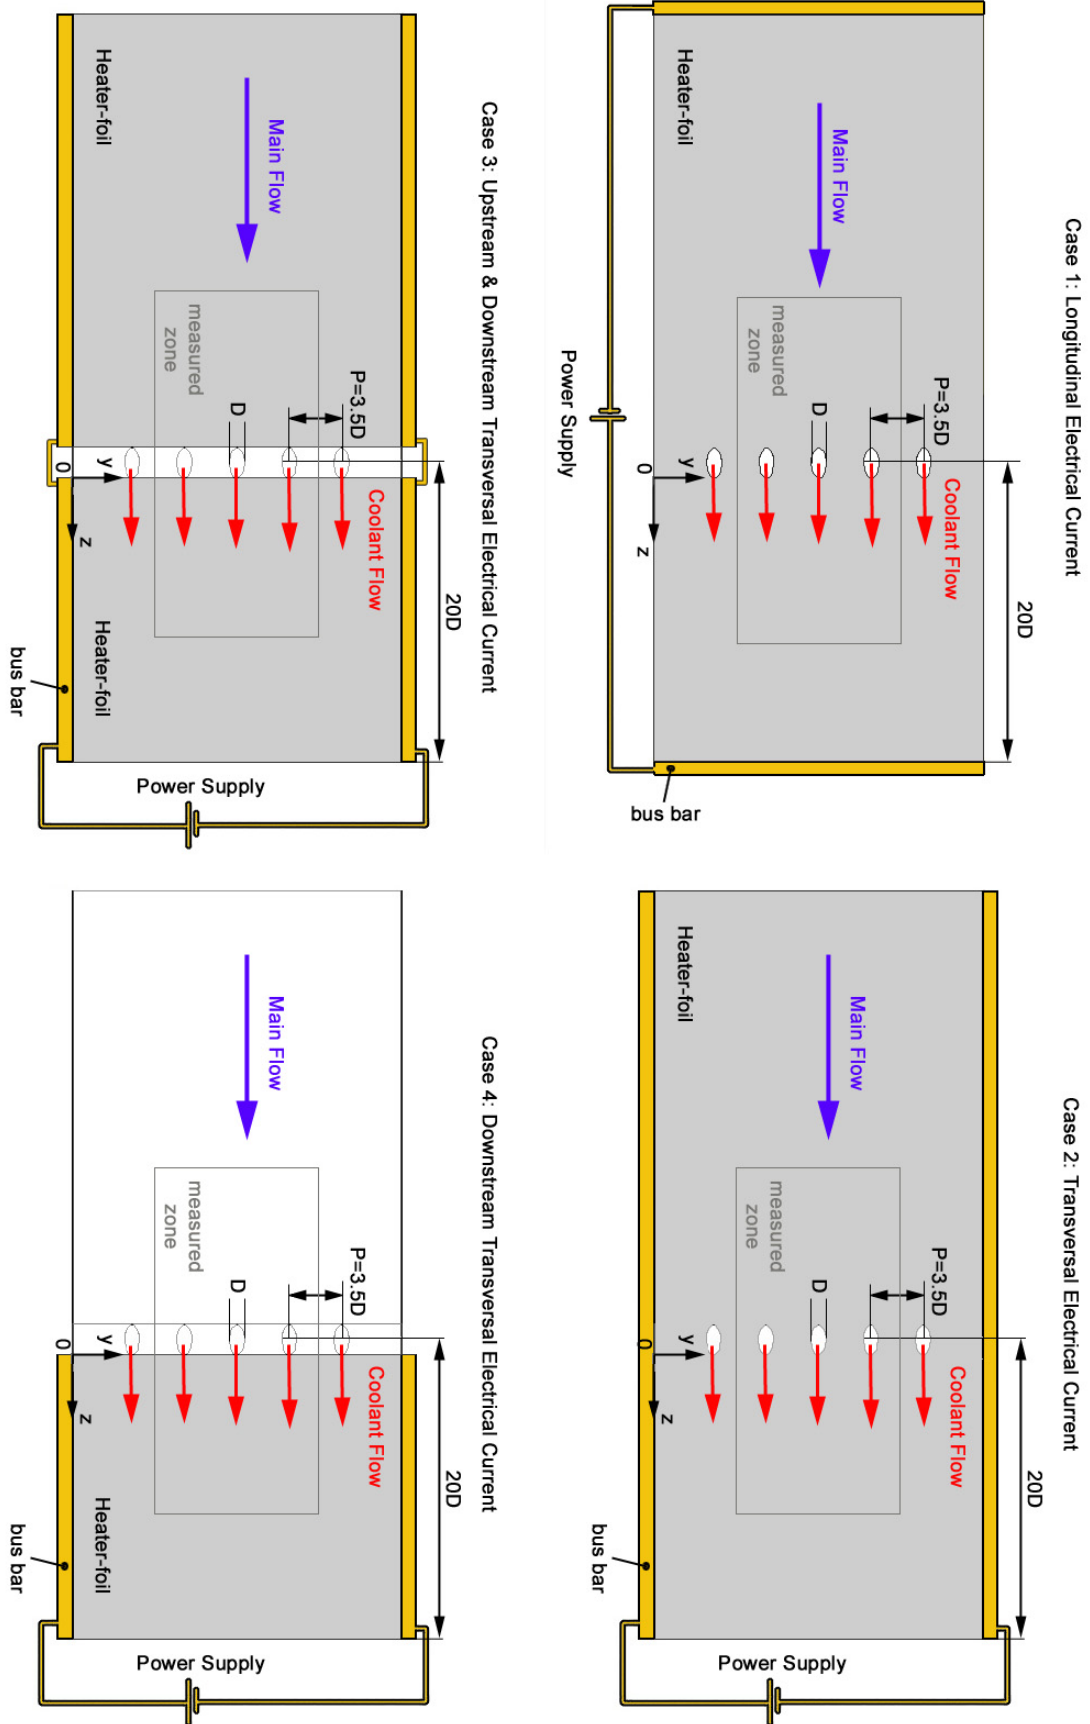 Case 1: Longitudinal Electrical Current
20D
P=3.5D
Coolant Flow
Main Flow
D
measured
zone
Heater-foil
y
0
z
bus bar
Power Supply
Case 2: Transversal Electrical Current
20D
P=3.5D
Coolant Flow
Main Flow
D
measured
zone
Heater-foil
y
0
z
bus bar
Power Supply
Case 3: Upstream & Downstream Transversal Electrical Current
20D
P=3.5D
Coolant Flow
Main Flow
D
measured
zone
Heater-foil
y
0
z
Heater-foil
bus bar
Power Supply
Case 4: Downstream Transversal Electrical Current
20D
P=3.5D
Coolant Flow
Main Flow
D
measured
zone
y
0
z
Heater-foil
bus bar
Power Supply